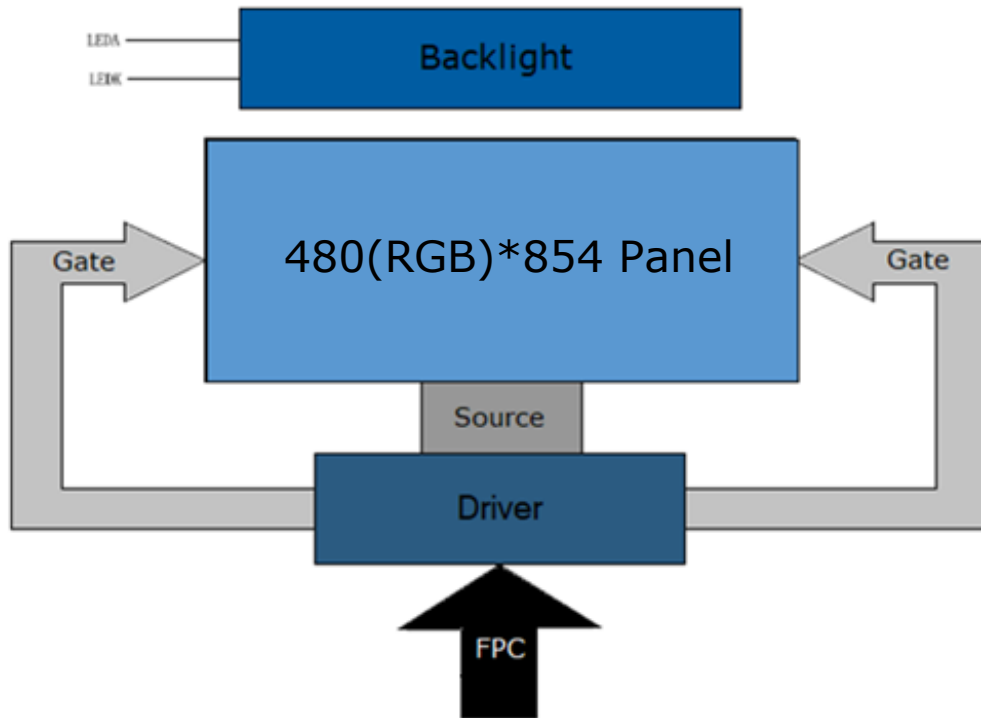 LEDA
LEDK
Backlight
480(RGB)*854 Panel
Gate
Gate
Source
Driver
FPC